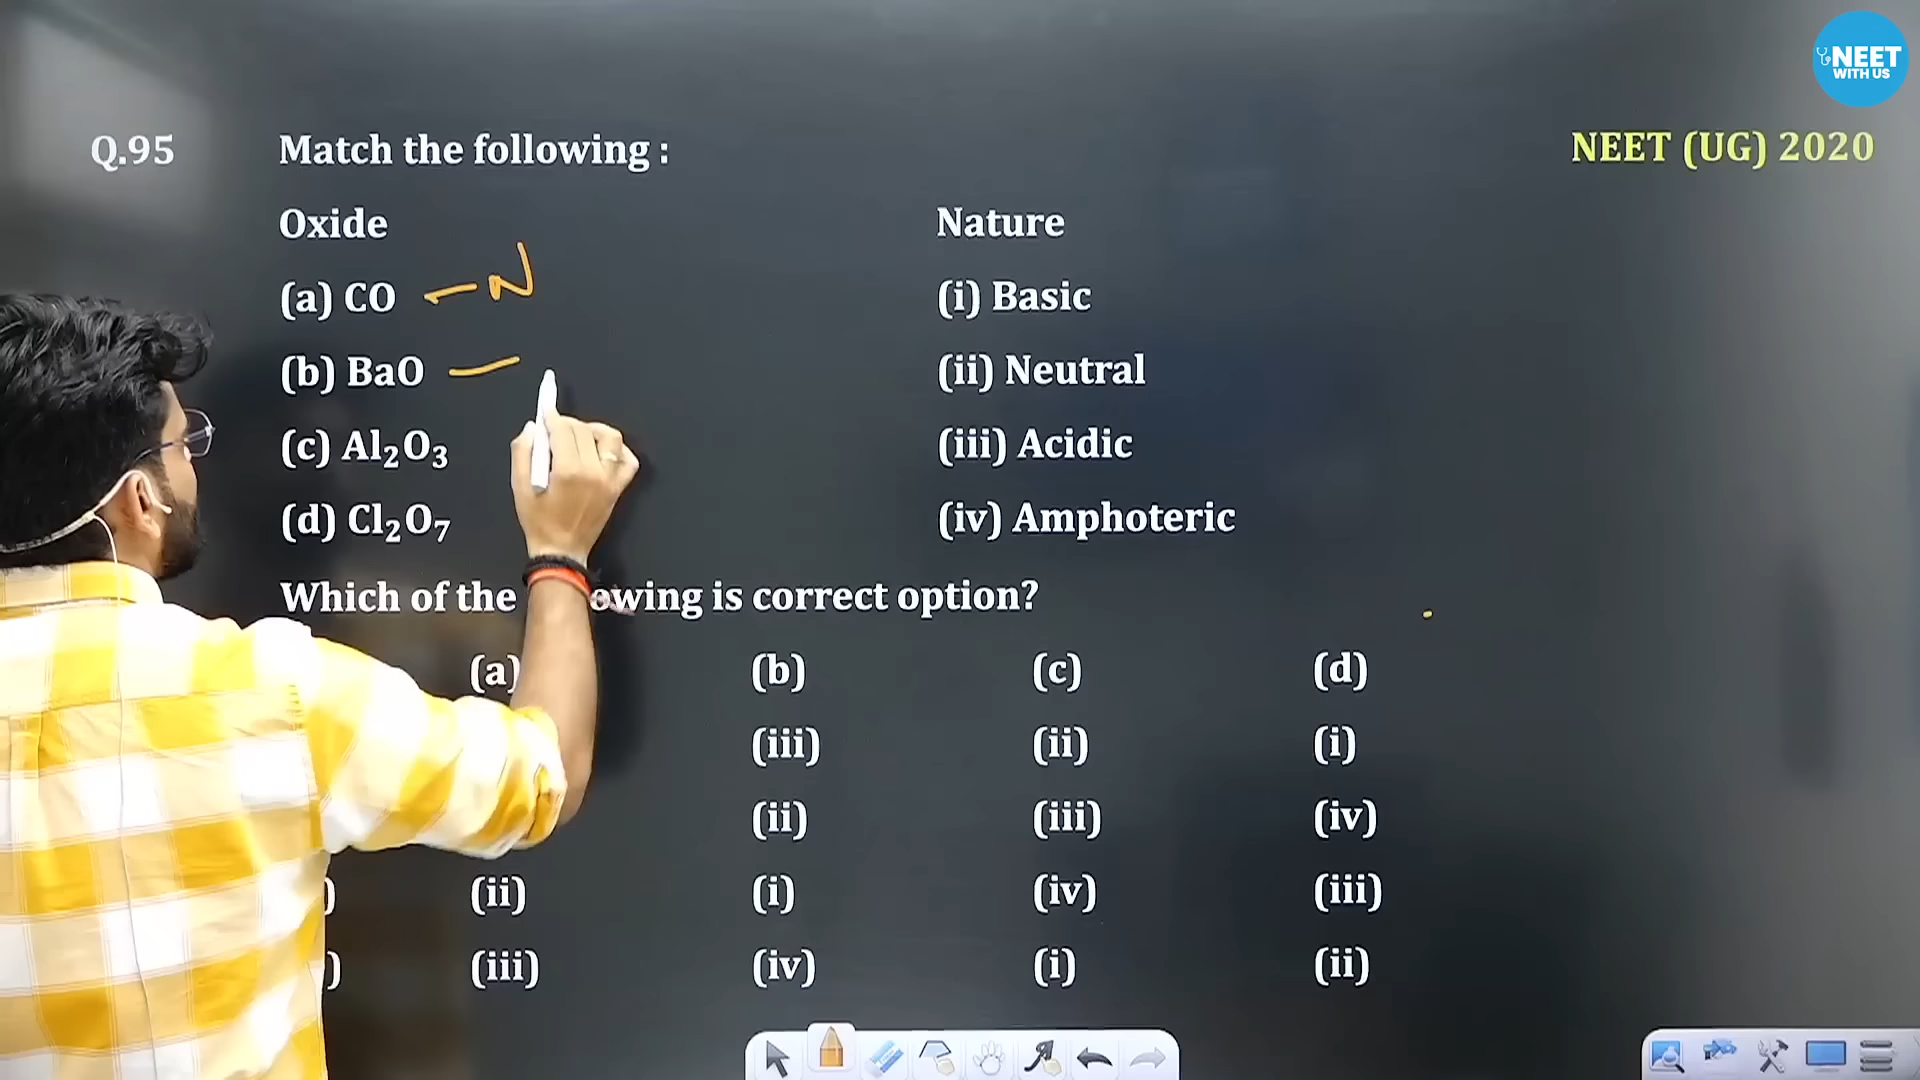 NEET
WITH US
Q.95 Match the following : NEET (UG) 2020
Oxide Nature
(a) CO — N (i) Basic
(b) BaO — (ii) Neutral
(c) Al₂O₃ (iii) Acidic
(d) Cl₂O₇ (iv) Amphoteric
Which of the owing is correct option?
(a) (b) (c) (d)
(iii) (ii) (i)
(ii) (iii) (iv)
(ii) (i) (iv) (iii)
(iii) (iv) (i) (ii)